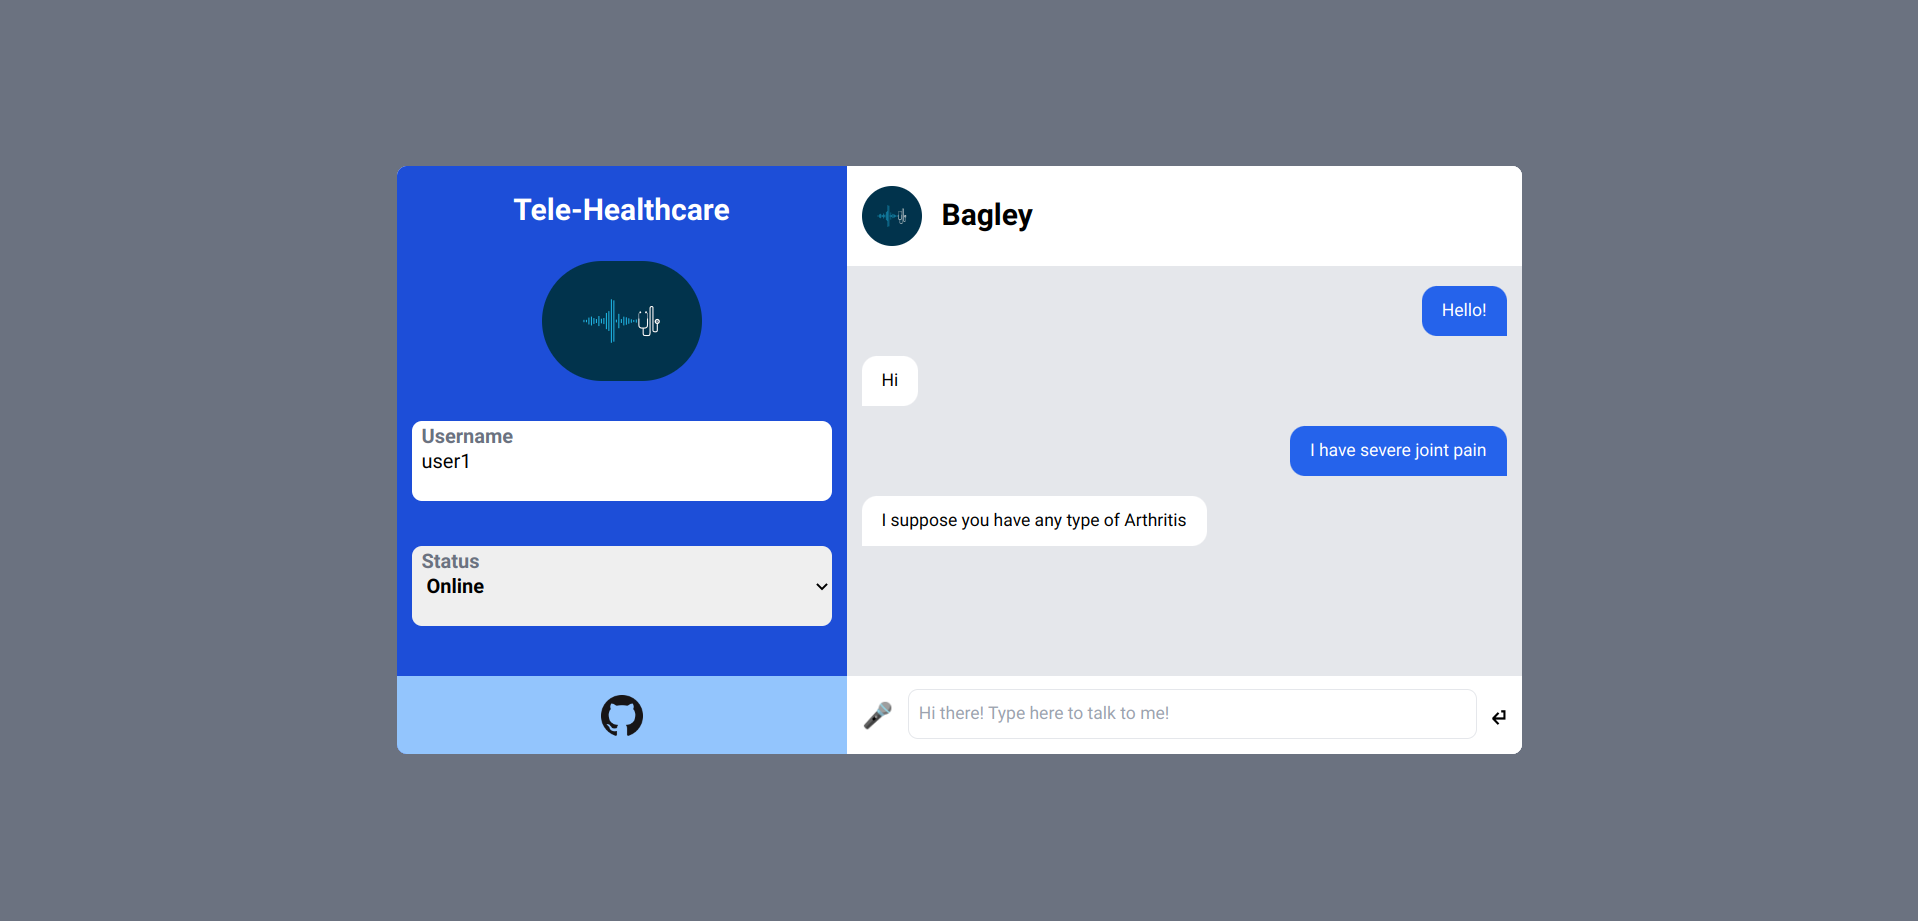 Tele-Healthcare
Username
user1
Status
Online
Bagley
Hello!
Hi
I have severe joint pain
I suppose you have any type of Arthritis
Hi there! Type here to talk to me!